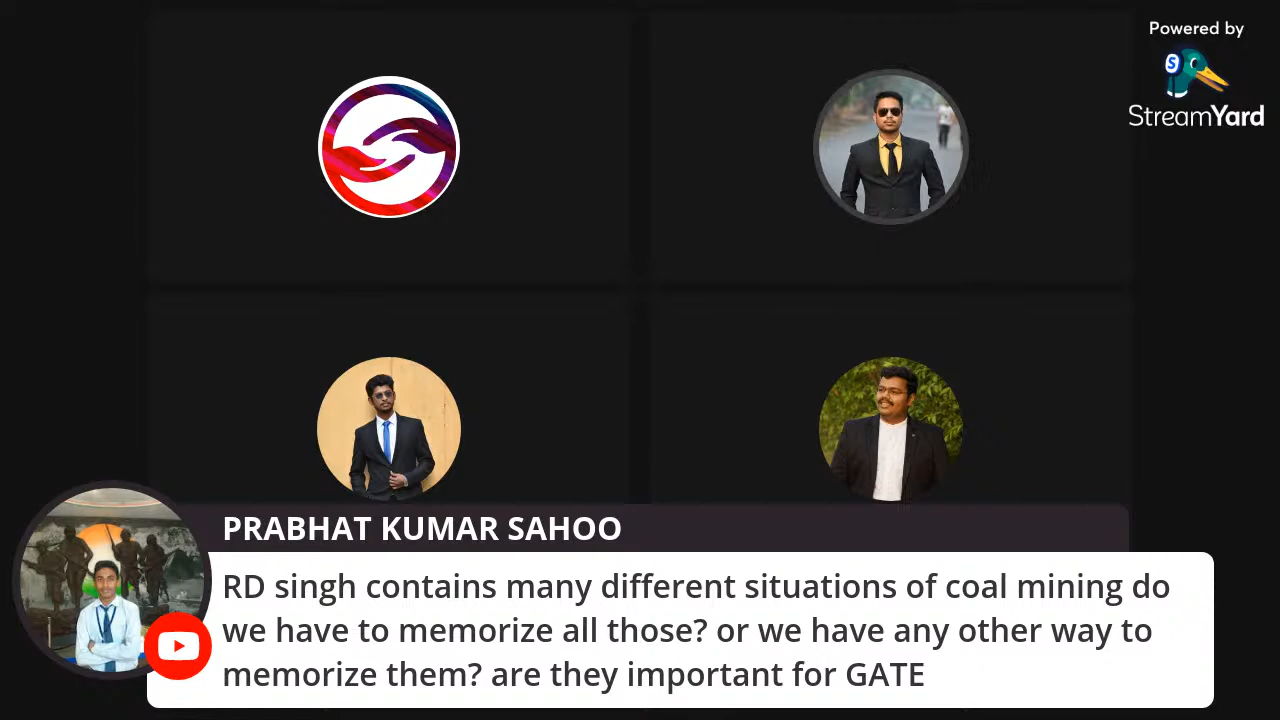 Powered by
S
StreamYard
PRABHAT KUMAR SAHOO
RD singh contains many different situations of coal mining do
we have to memorize all those? or we have any other way to
memorize them? are they important for GATE